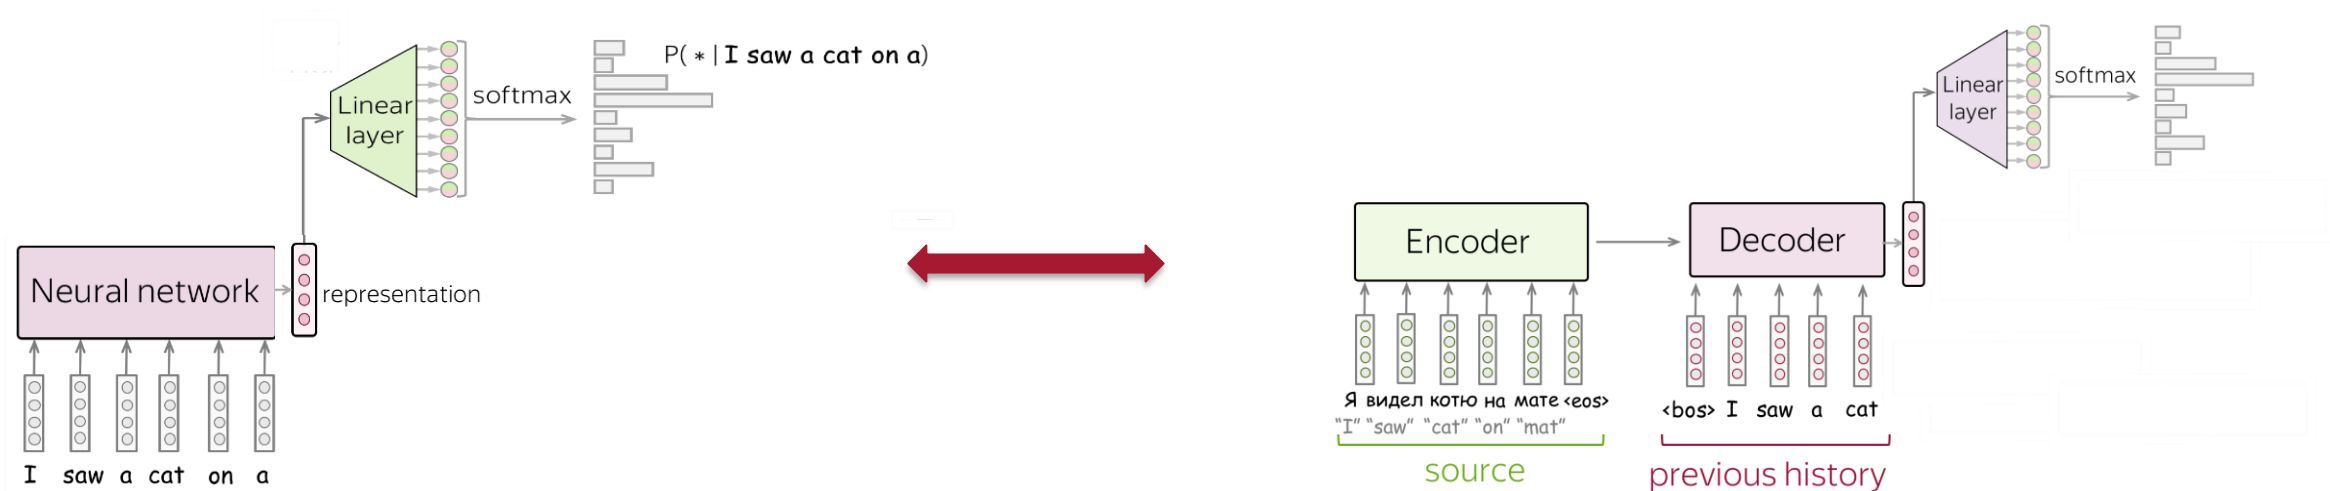 P( * | I saw a cat on a)
Linear
layer
softmax
Neural network
representation
I saw a cat on a
Linear
layer
softmax
Encoder
Decoder
Я видел котю на мате <eos>
"I" "saw" "cat" "on" "mat"
source
<bos> I saw a cat
previous history